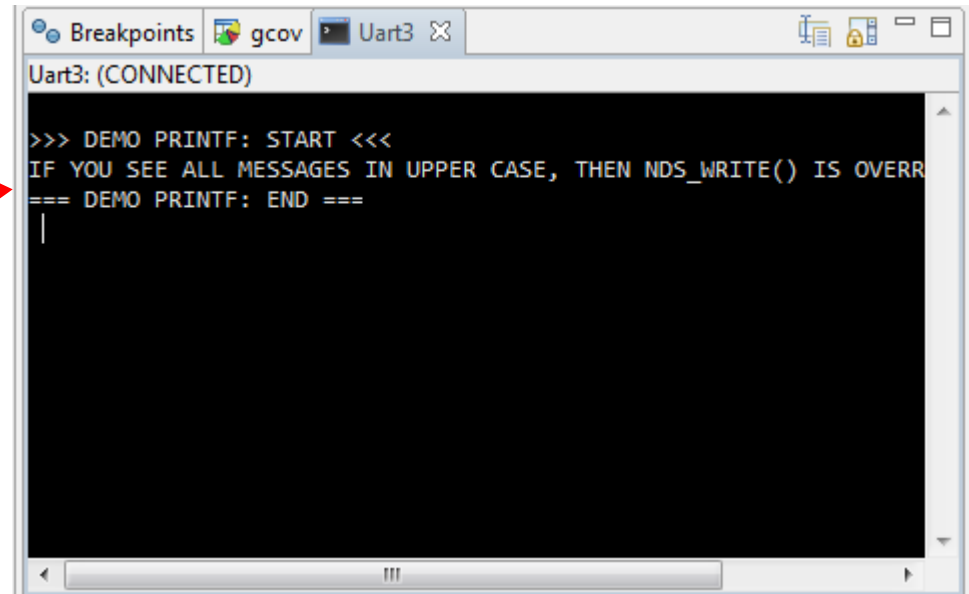 Breakpoints gcov Uart3
Uart3: (CONNECTED)
>>> DEMO PRINTF: START <<<
IF YOU SEE ALL MESSAGES IN UPPER CASE, THEN NDS_WRITE() IS OVERR
=== DEMO PRINTF: END ===